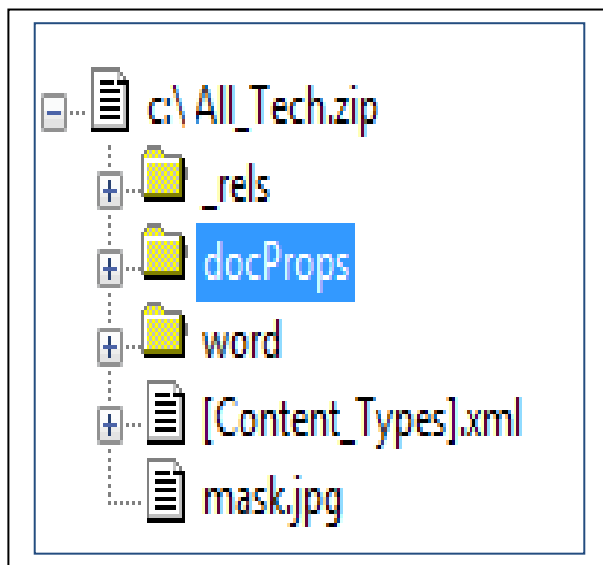 c:\ All_Tech.zip
_rels
docProps
word
[Content_Types].xml
mask.jpg